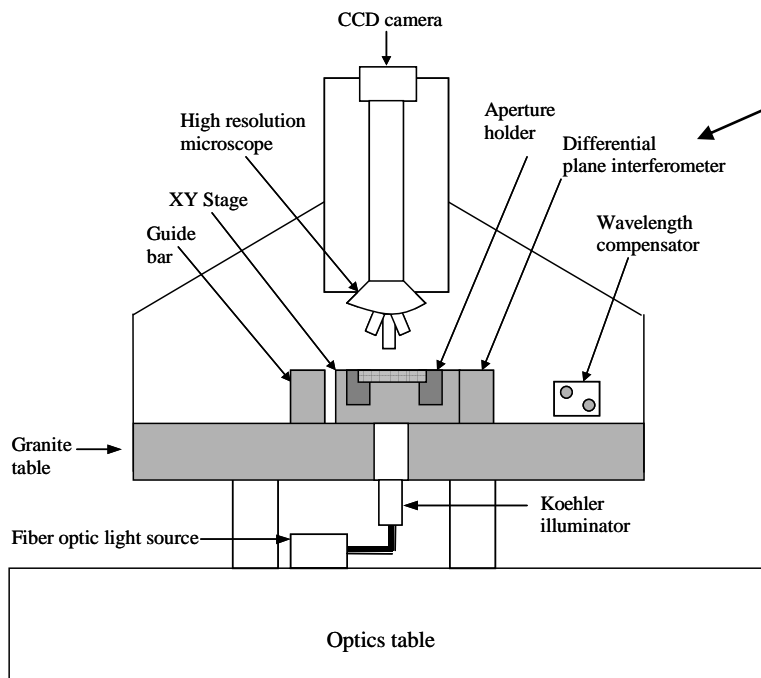 CCD camera
High resolution
microscope
Aperture
holder
Differential
plane interferometer
XY Stage
Guide
bar
Wavelength
compensator
Granite
table
Koehler
illuminator
Fiber optic light source
Optics table